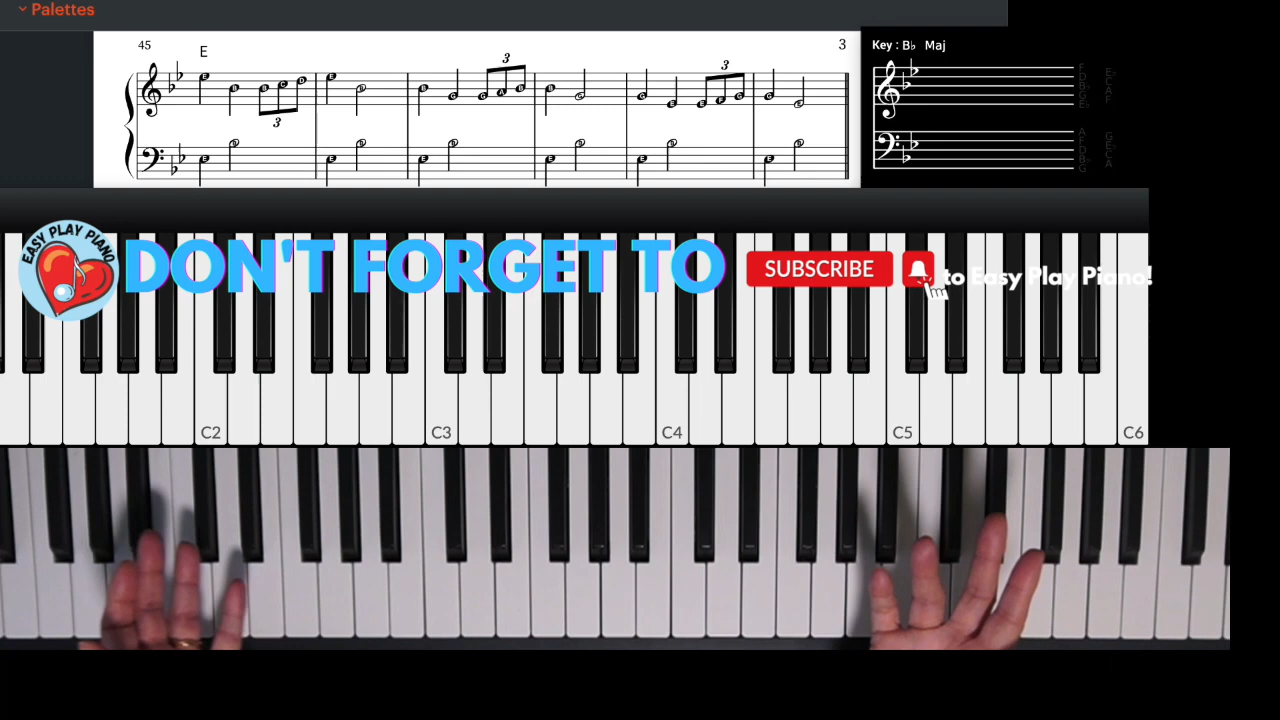 Palettes
45
E
3
3
3
3
Key : B♭ Maj
EASY PLAY PIANO
DON'T FORGET TO
SUBSCRIBE
to Easy Play Piano!
C2
C3
C4
C5
C6